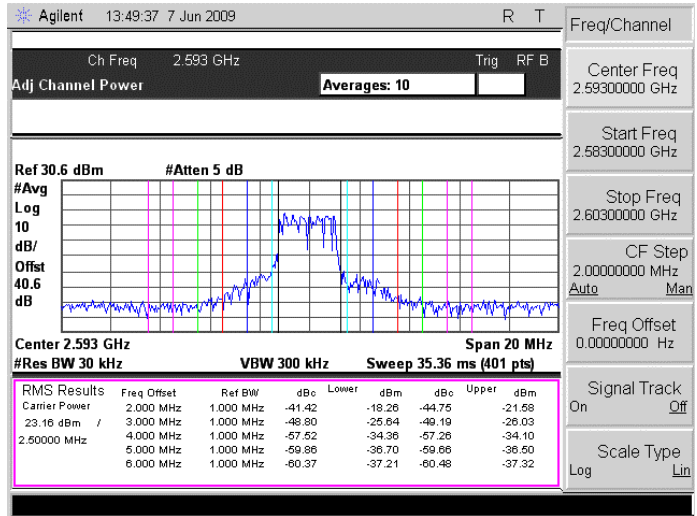 Agilent 13:49:37 7 Jun 2009 R T
Ch Freq 2.593 GHz Trig RF B
Adj Channel Power Averages: 10
Ref 30.6 dBm #Atten 5 dB
#Avg
Log
10
dB/
Offst
40.6
dB
Center 2.593 GHz Span 20 MHz
#Res BW 30 kHz VBW 300 kHz Sweep 35.36 ms (401 pts)
RMS Results Freq Offset Ref BW dBc Lower dBm dBc Upper dBm
Carrier Power 2.000 MHz 1.000 MHz -41.42 -18.26 -44.75 -21.58
23.16 dBm / 3.000 MHz 1.000 MHz -48.80 -25.64 -49.19 -26.03
2.50000 MHz 4.000 MHz 1.000 MHz -57.52 -34.36 -57.26 -34.10
5.000 MHz 1.000 MHz -59.86 -36.70 -59.66 -36.50
6.000 MHz 1.000 MHz -60.37 -37.21 -60.48 -37.32
Freq/Channel
Center Freq
2.59300000 GHz
Start Freq
2.58300000 GHz
Stop Freq
2.60300000 GHz
CF Step
2.00000000 MHz
Auto Man
Freq Offset
0.00000000 Hz
Signal Track
On Off
Scale Type
Log Lin